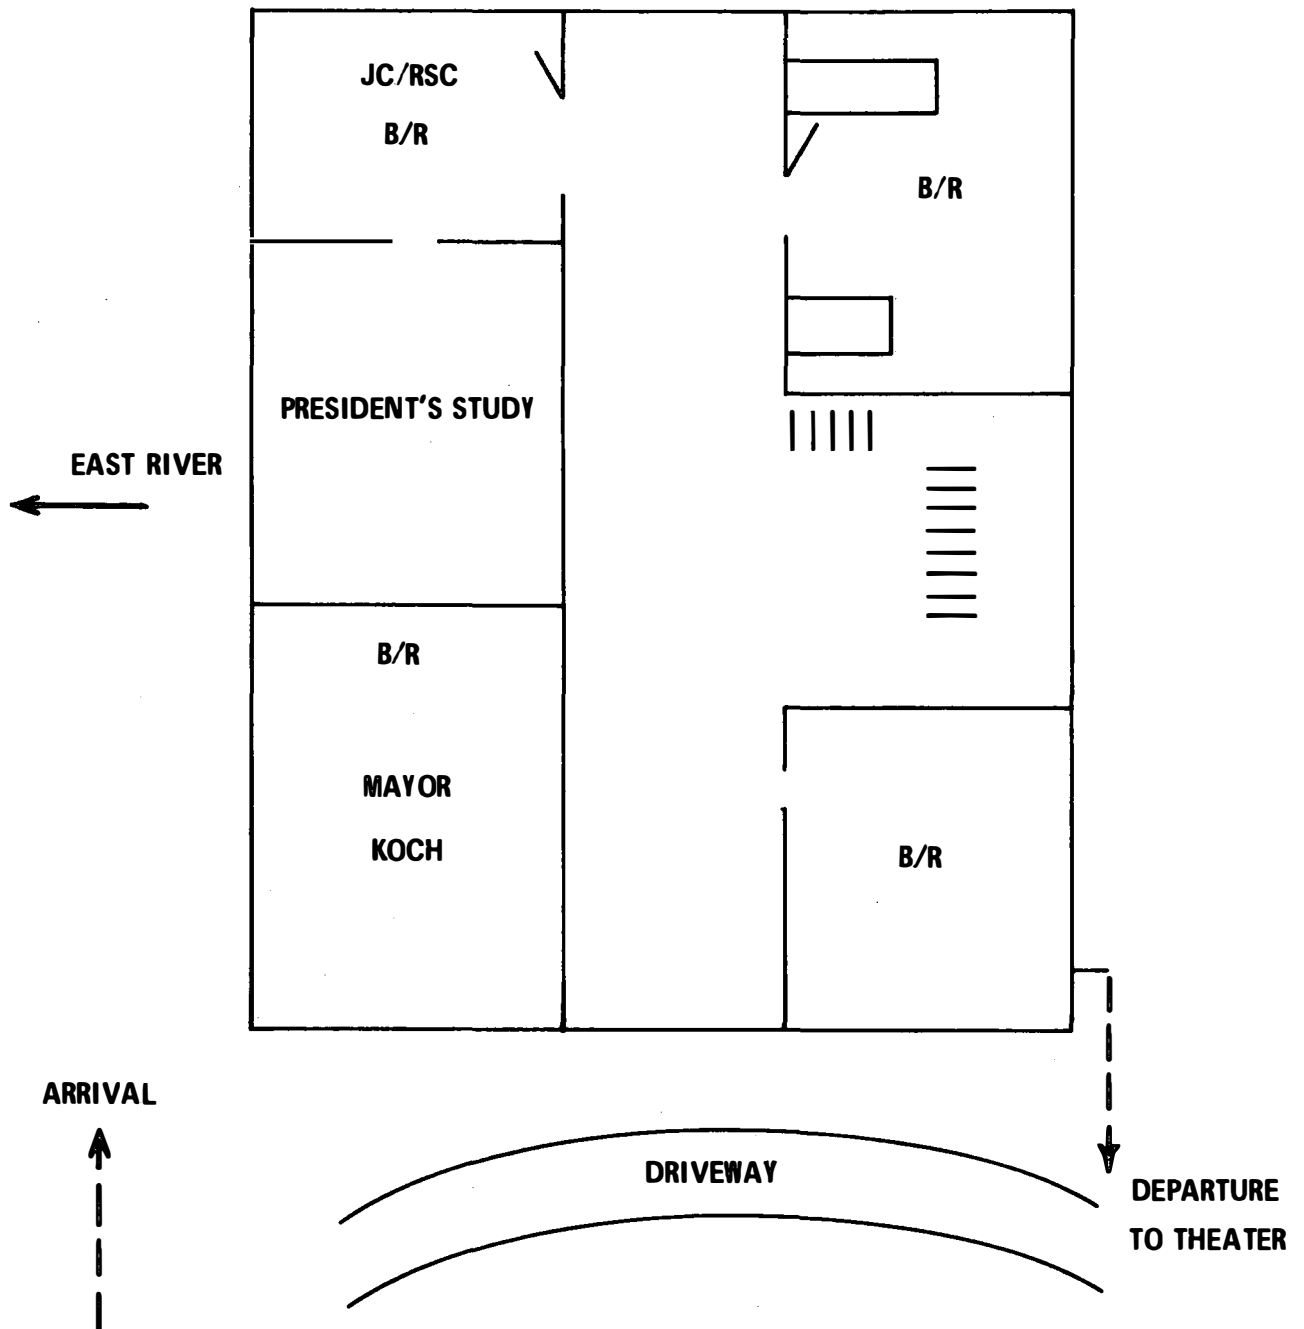 JC/RSC
B/R
B/R
PRESIDENT'S STUDY
EAST RIVER
B/R
MAYOR
KOCH
B/R
ARRIVAL
DRIVEWAY
DEPARTURE
TO THEATER